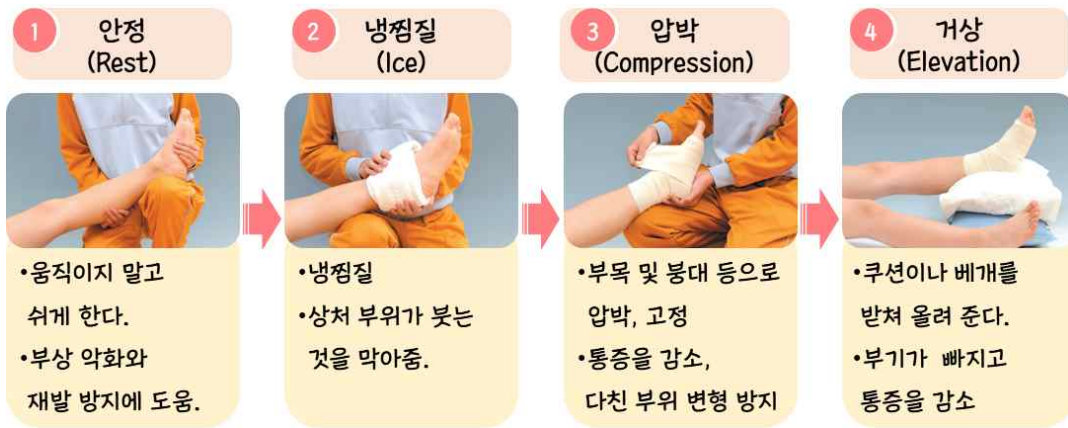 1
안정
(Rest)
•움직이지 말고
쉬게 한다.
•부상 악화와
재발 방지에 도움.
2
냉찜질
(Ice)
•냉찜질
•상처 부위가 붓는
것을 막아줌.
3
압박
(Compression)
•부목 및 붕대 등으로
압박, 고정
•통증을 감소,
다친 부위 변형 방지
4
거상
(Elevation)
•쿠션이나 베개를
받쳐 올려 준다.
•부기가 빠지고
통증을 감소